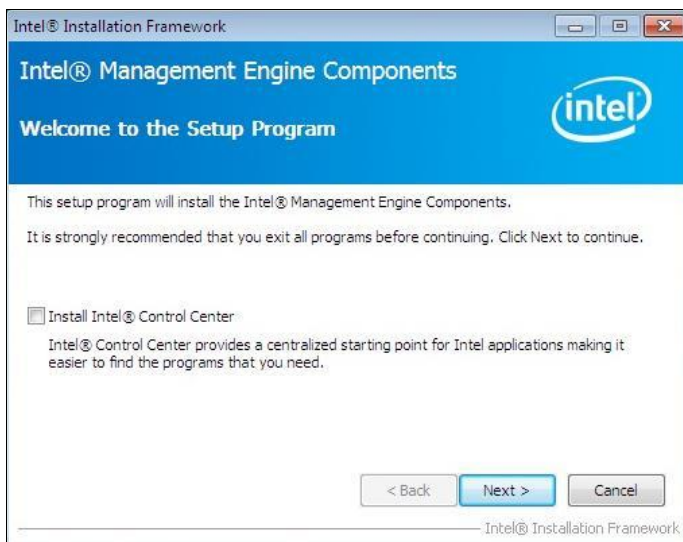 Intel® Installation Framework
Intel® Management Engine Components
intel
Welcome to the Setup Program
This setup program will install the Intel® Management Engine Components.
It is strongly recommended that you exit all programs before continuing. Click Next to continue.
Install Intel® Control Center
Intel® Control Center provides a centralized starting point for Intel applications making it
easier to find the programs that you need.
< Back Next > Cancel
Intel® Installation Framework